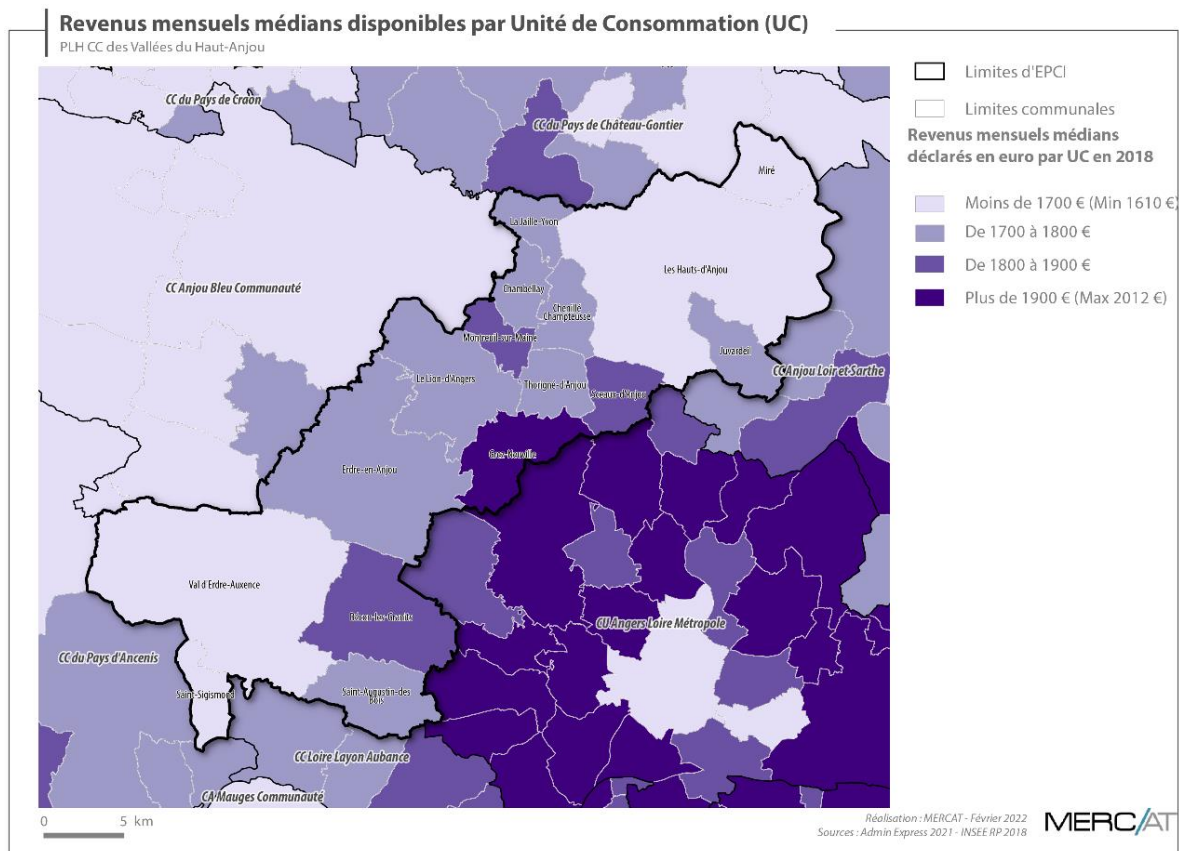 Revenus mensuels médians disponibles par Unité de Consommation (UC)
PLH CC des Vallées du Haut-Anjou
Limites d'EPCI
Limites communales
Revenus mensuels médians
déclarés en euro par UC en 2018
Moins de 1700 € (Min 1610 €)
De 1700 à 1800 €
De 1800 à 1900 €
Plus de 1900 € (Max 2012 €)
CC du Pays de Craon
CC du Pays de Château-Gontier
Miré
La Jaille-Yvon
Les Hauts-d'Anjou
CC Anjou Bleu Communauté
Chambellay
Chenillé
Champteusse
Montreuil-sur-Maine
Juvardeil
CC Anjou Loir et Sarthe
Le Lion-d'Angers
Thorigné-d'Anjou
Sceaux-d'Anjou
Grez-Neuville
Erdre-en-Anjou
Val d'Erdre-Auxence
Bécon-les-Granits
CU Angers Loire Métropole
CC du Pays d'Ancenis
Saint-Sigismond
Saint-Augustin-des
Bois
CC Loire Layon Aubance
CA Mauges Communauté
0 5 km
Réalisation : MERCAT - Février 2022
Sources : Admin Express 2021 - INSEE RP 2018
MERC/AT